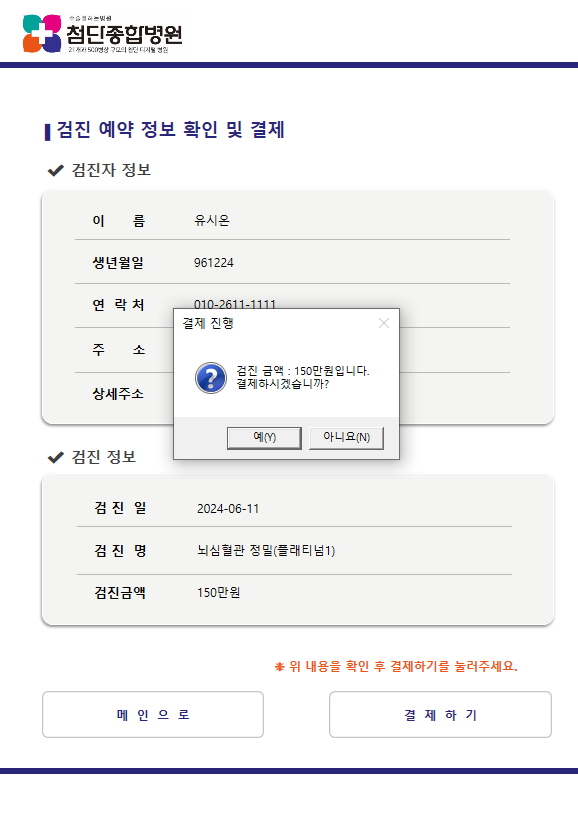 수술잘하는병원
첨단종합병원
21개과 500병상 규모의 첨단 디지털 병원
검진 예약 정보 확인 및 결제
검진자 정보
이 름 유시온
생년월일 961224
연 락 처 010-2611-1111
주 소
상세주소
결제 진행
검진 금액 : 150만원입니다.
결제하시겠습니까?
예(Y) 아니요(N)
검진 정보
검 진 일 2024-06-11
검 진 명 뇌심혈관 정밀(플래티넘1)
검진금액 150만원
❉ 위 내용을 확인 후 결제하기를 눌러주세요.
메 인 으 로 결 제 하 기